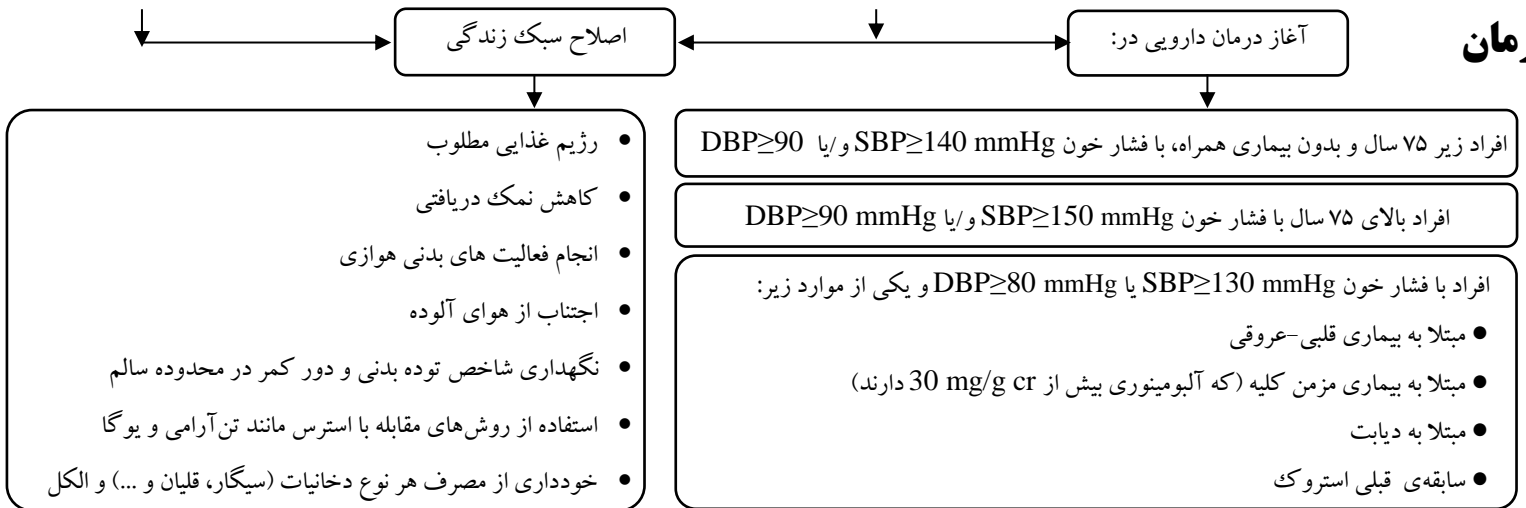 رمان
آغاز درمان دارویی در:
اصلاح سبک زندگی
افراد زیر ۷۵ سال و بدون بیماری همراه، با فشار خون SBP≥140 mmHg و/یا DBP≥90
افراد بالای ۷۵ سال با فشار خون SBP≥150 mmHg و/یا DBP≥90 mmHg
افراد با فشار خون SBP≥130 mmHg یا DBP≥80 mmHg و یکی از موارد زیر:
● مبتلا به بیماری قلبی-عروقی
● مبتلا به بیماری مزمن کلیه (که آلبومینوری بیش از 30 mg/g cr دارند)
● مبتلا به دیابت
● سابقه‌ی قبلی استروک
● رژیم غذایی مطلوب
● کاهش نمک دریافتی
● انجام فعالیت های بدنی هوازی
● اجتناب از هوای آلوده
● نگهداری شاخص توده بدنی و دور کمر در محدوده سالم
● استفاده از روش‌های مقابله با استرس مانند تن‌آرامی و یوگا
● خودداری از مصرف هر نوع دخانیات (سیگار، قلیان و ...) و الکل